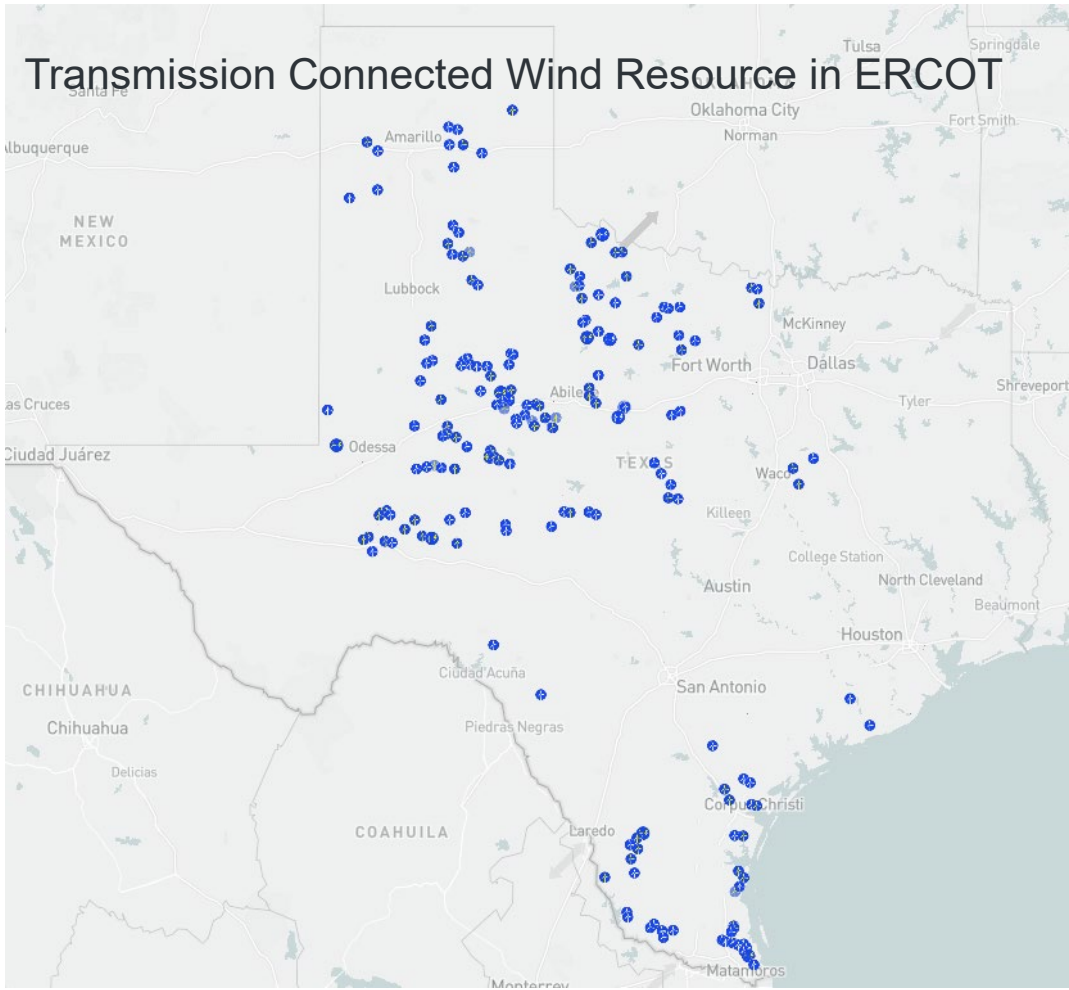 Tulsa
Springdale
Transmission Connected Wind Resource in ERCOT
Santa Fe
OKLAHOMA
Oklahoma City
Fort Smith
Amarillo
Norman
Albuquerque
NEW
MEXICO
Lubbock
McKinney
Fort Worth
Dallas
Abilene
Shreveport
as Cruces
Tyler
Odessa
Ciudad Juárez
TEXAS
Waco
Killeen
College Station
Austin
North Cleveland
Beaumont
Houston
Ciudad Acuña
San Antonio
CHIHUAHUA
Piedras Negras
Chihuahua
Delicias
Corpus Christi
COAHUILA
Laredo
Matamoros
Monterrey